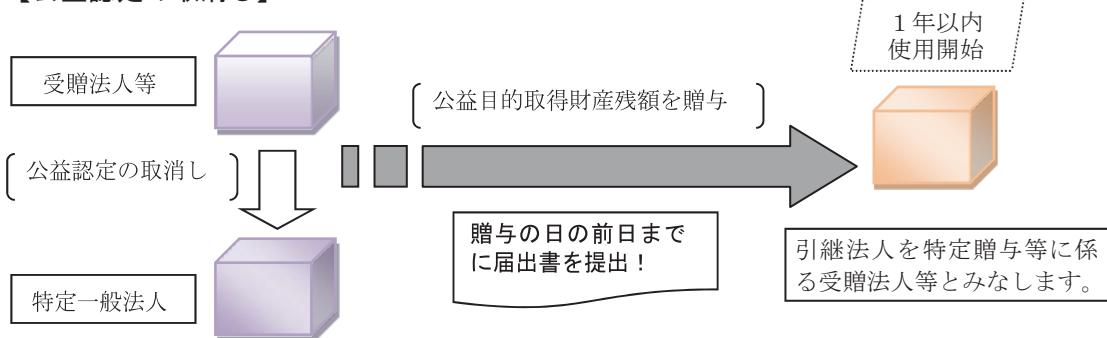 【公益認定の取消し】
1年以内
使用開始
受贈法人等
公益目的取得財産残額を贈与
公益認定の取消し
贈与の日の前日まで
に届出書を提出！
引継法人を特定贈与等に係
る受贈法人等とみなします。
特定一般法人